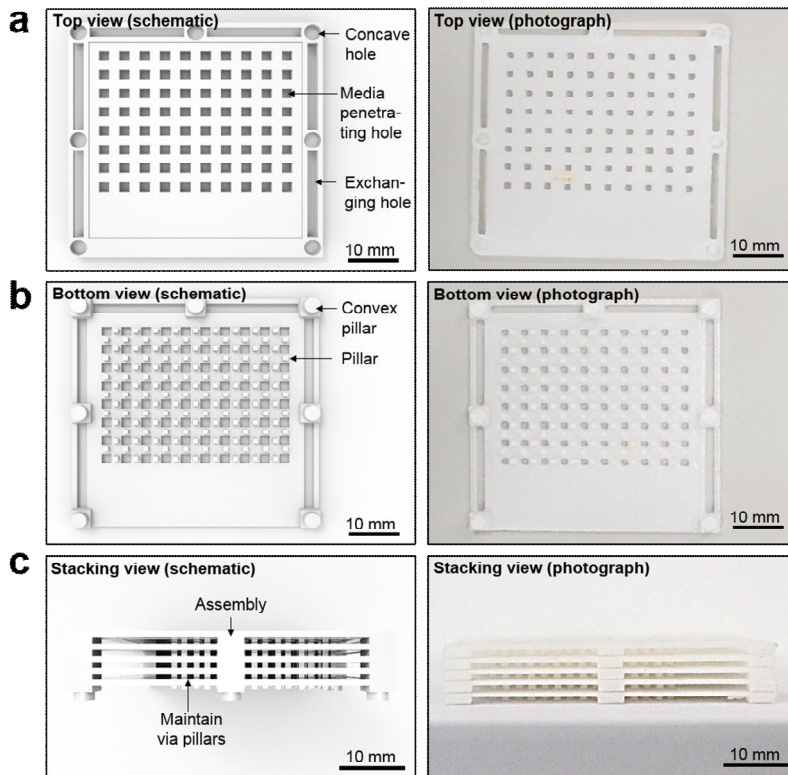 a
Top view (schematic)
Concave
hole
Media
penetra-
ting hole
Exchan-
ging hole
10 mm
Top view (photograph)
10 mm
b
Bottom view (schematic)
Convex
pillar
Pillar
10 mm
Bottom view (photograph)
10 mm
c
Stacking view (schematic)
Assembly
Maintain
via pillars
10 mm
Stacking view (photograph)
10 mm